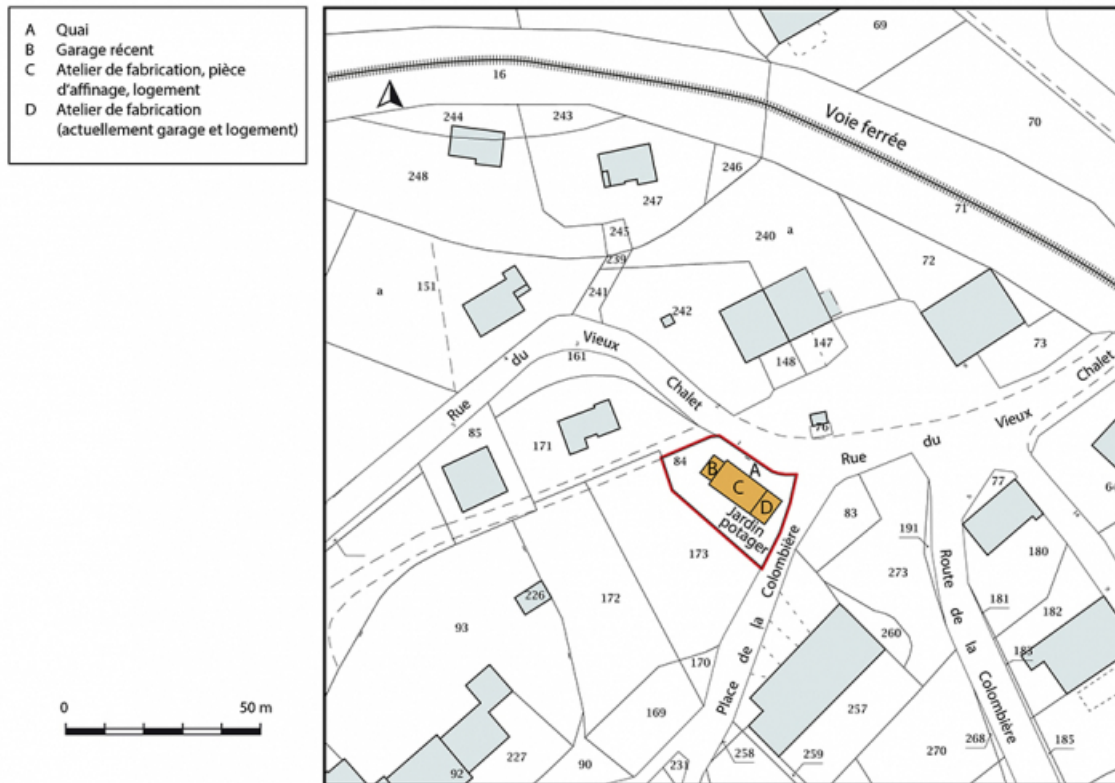 A Quai
B Garage récent
C Atelier de fabrication, pièce
d'affinage, logement
D Atelier de fabrication
(actuellement garage et logement)
0 50 m
69
16
Voie ferrée
70
244
243
246
248
247
71
245
240
a
72
239
a
151
241
242
147
148
73
Rue du Vieux Chalet
161
85
171
76
Rue du Vieux Chalet
84
A
B
C
D
Jardin
potager
77
64
83
191
180
173
273
172
226
93
181
182
183
260
170
169
Place de la Colombière
Route de la Colombière
257
268
185
270
258
259
227
90
231
92